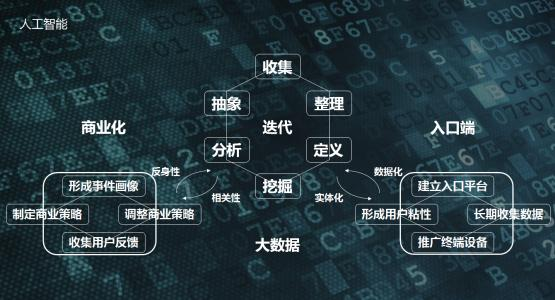 人工智能
收集
抽象
整理
商业化
迭代
入口端
分析
定义
反身性
数据化
挖掘
形成事件画像
相关性
实体化
建立入口平台
制定商业策略
调整商业策略
形成用户粘性
长期收集数据
收集用户反馈
推广终端设备
大数据